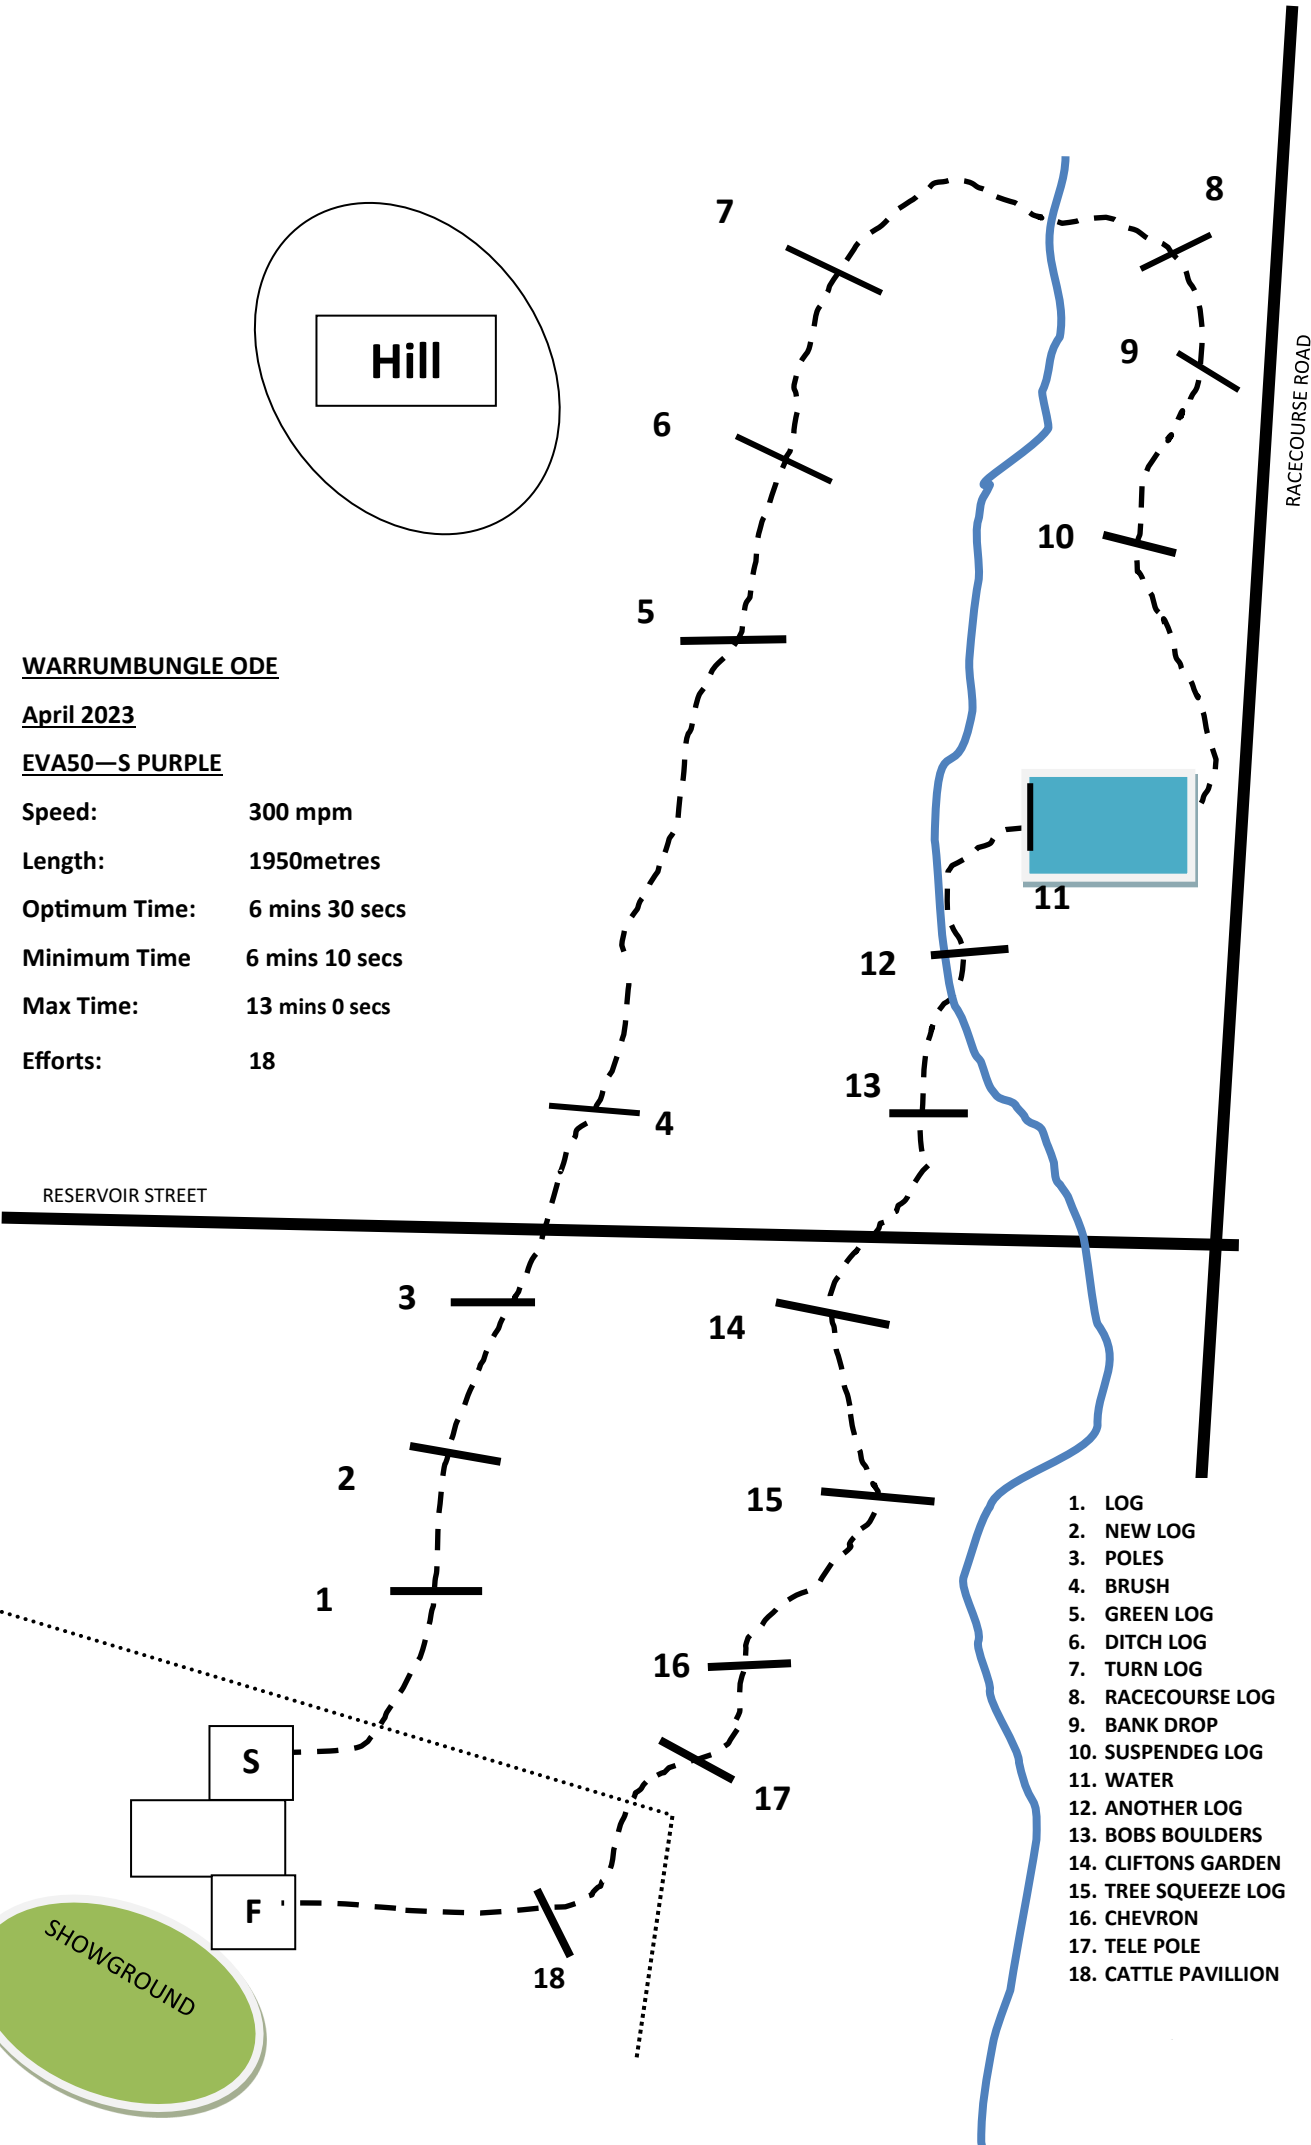 8
7
Hill
9
RACECOURSE ROAD
6
10
5
WARRUMBUNGLE ODE
April 2023
EVA50—S PURPLE
Speed: 300 mpm
Length: 1950metres
Optimum Time: 6 mins 30 secs
Minimum Time 6 mins 10 secs
Max Time: 13 mins 0 secs
Efforts: 18
11
12
13
4
RESERVOIR STREET
3
14
2
15
1
16
S
17
F
18
SHOWGROUND
1. LOG
2. NEW LOG
3. POLES
4. BRUSH
5. GREEN LOG
6. DITCH LOG
7. TURN LOG
8. RACECOURSE LOG
9. BANK DROP
10. SUSPENDEG LOG
11. WATER
12. ANOTHER LOG
13. BOBS BOULDERS
14. CLIFTONS GARDEN
15. TREE SQUEEZE LOG
16. CHEVRON
17. TELE POLE
18. CATTLE PAVILLION